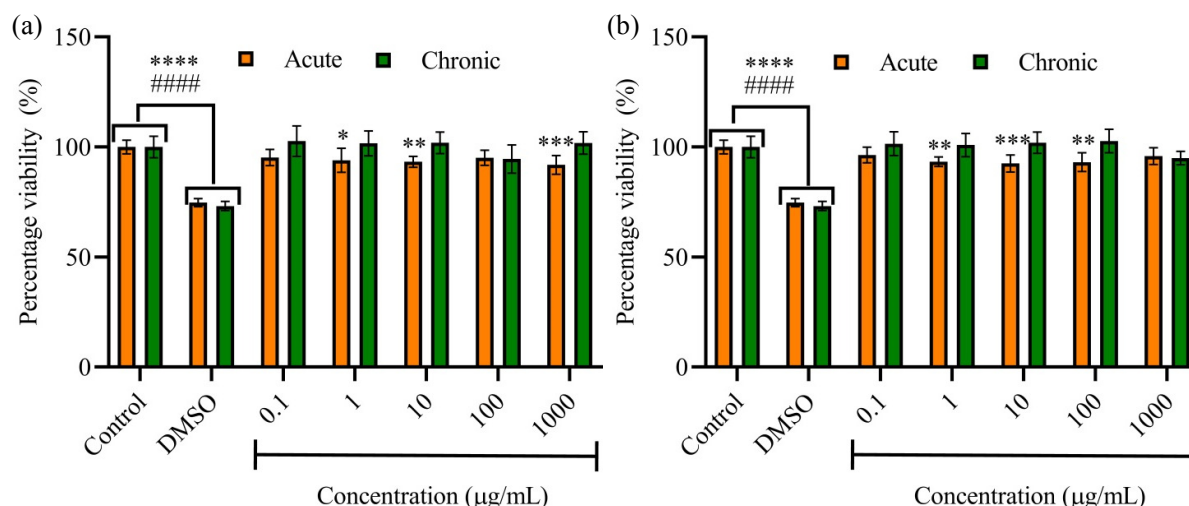 (a)
150
100
50
0
Percentage viability (%)
Acute Chronic
****
####
* ** ***
Control DMSO 0.1 1 10 100 1000
Concentration (µg/mL)
(b)
150
100
50
0
Percentage viability (%)
Acute Chronic
****
####
** *** **
Control DMSO 0.1 1 10 100 1000
Concentration (µg/mL)